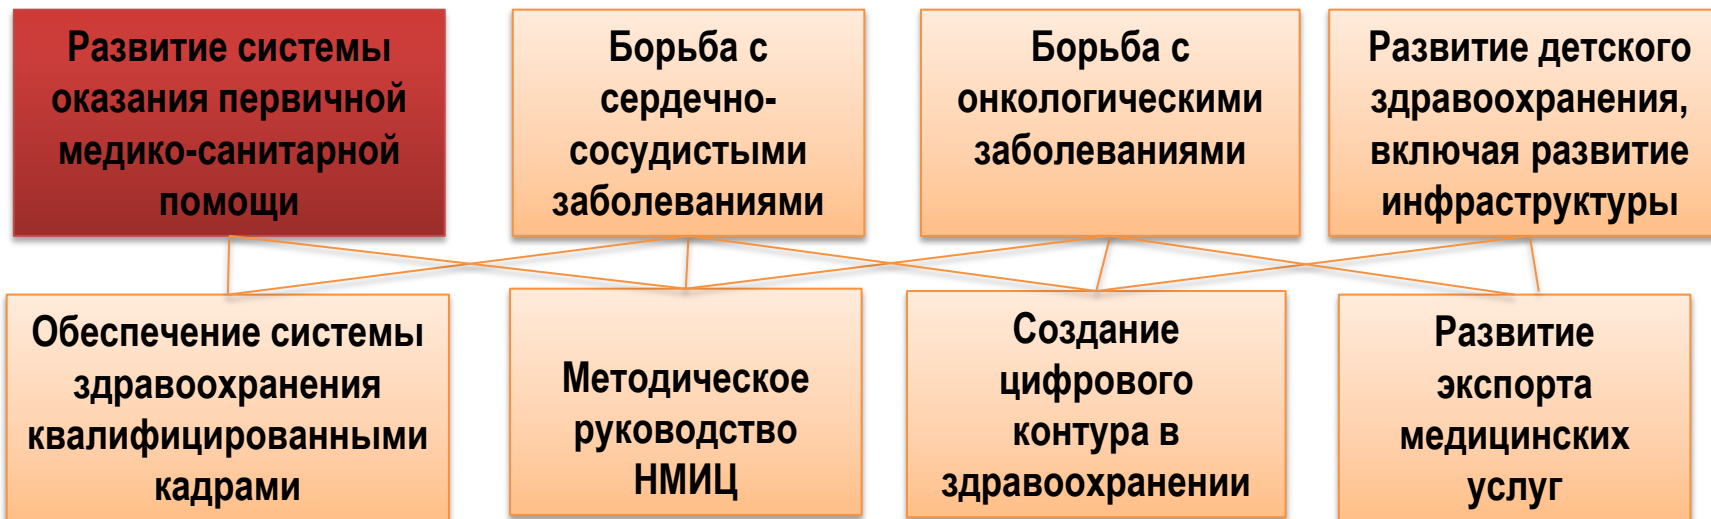 Развитие системы
оказания первичной
медико-санитарной
помощи
Борьба с
сердечно-
сосудистыми
заболеваниями
Борьба с
онкологическими
заболеваниями
Развитие детского
здравоохранения,
включая развитие
инфраструктуры
Обеспечение системы
здравоохранения
квалифицированными
кадрами
Методическое
руководство
НМИЦ
Создание
цифрового
контура в
здравоохранении
Развитие
экспорта
медицинских
услуг